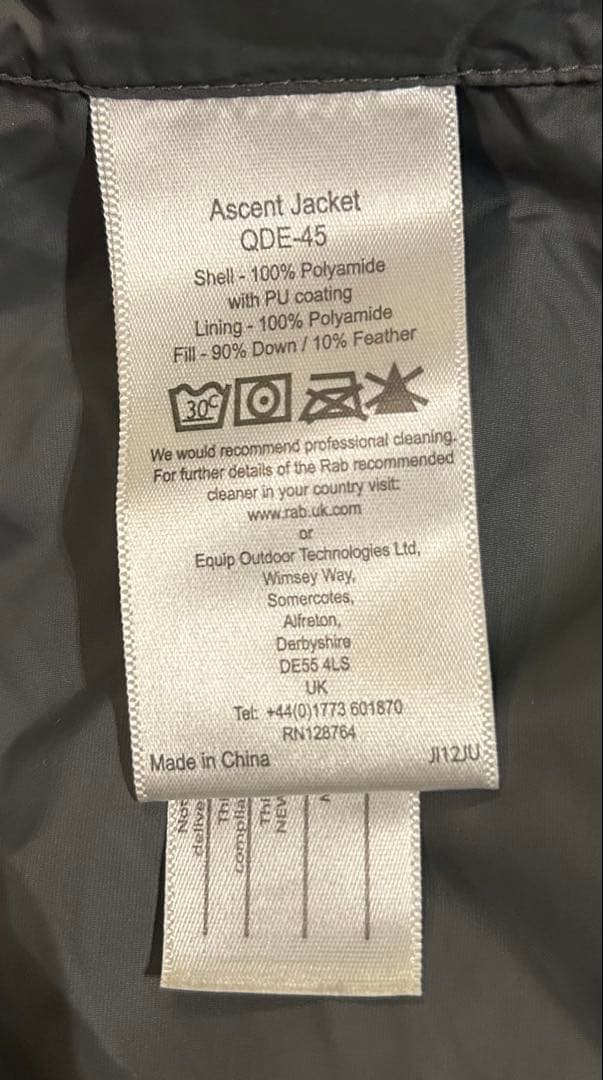 Ascent Jacket
QDE-45
Shell - 100% Polyamide
with PU coating
Lining - 100% Polyamide
Fill - 90% Down / 10% Feather
30°C
We would recommend professional cleaning.
For further details of the Rab recommended
cleaner in your country visit:
www.rab.uk.com
or
Equip Outdoor Technologies Ltd,
Wimsey Way,
Somercotes,
Alfreton,
Derbyshire
DE55 4LS
UK
Tel: +44(0)1773 601870
RN128764
Made in China JI12JU